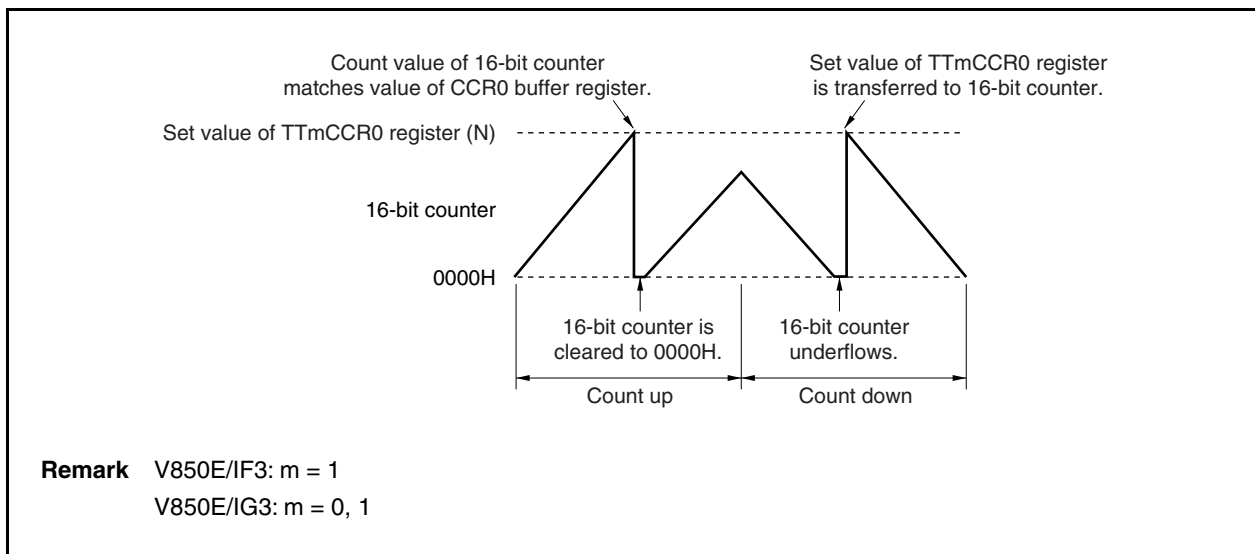 Count value of 16-bit counter
matches value of CCR0 buffer register.
Set value of TTmCCR0 register
is transferred to 16-bit counter.
Set value of TTmCCR0 register (N)
16-bit counter
0000H
16-bit counter is
cleared to 0000H.
16-bit counter
underflows.
Count up
Count down
Remark V850E/IF3: m = 1
V850E/IG3: m = 0, 1